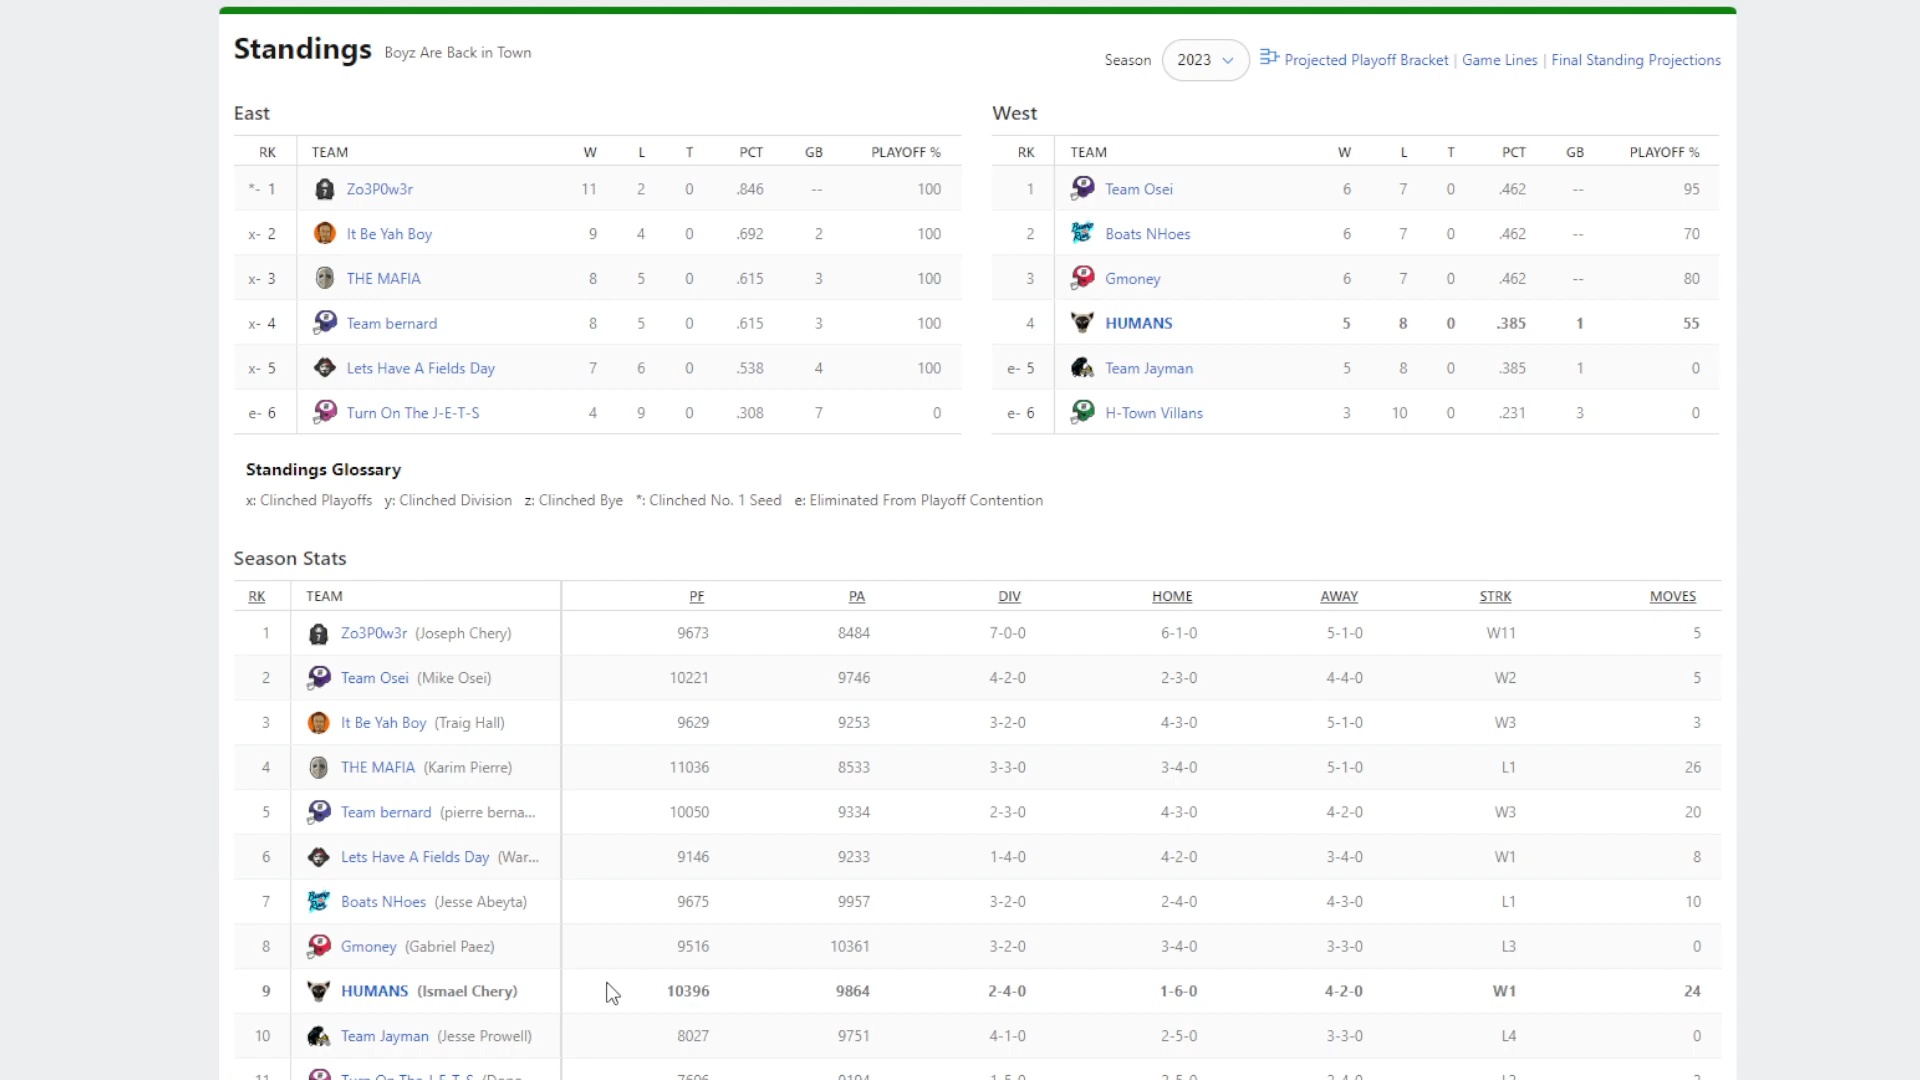 Standings Boyz Are Back in Town
Season 2023 Projected Playoff Bracket | Game Lines | Final Standing Projections
East
RK TEAM W L T PCT GB PLAYOFF %
*- 1 Zo3P0w3r 11 2 0 .846 -- 100
x- 2 It Be Yah Boy 9 4 0 .692 2 100
x- 3 THE MAFIA 8 5 0 .615 3 100
x- 4 Team bernard 8 5 0 .615 3 100
x- 5 Lets Have A Fields Day 7 6 0 .538 4 100
e- 6 Turn On The J-E-T-S 4 9 0 .308 7 0
West
RK TEAM W L T PCT GB PLAYOFF %
1 Team Osei 6 7 0 .462 -- 95
2 Boats NHoes 6 7 0 .462 -- 70
3 Gmoney 6 7 0 .462 -- 80
4 HUMANS 5 8 0 .385 1 55
e- 5 Team Jayman 5 8 0 .385 1 0
e- 6 H-Town Villans 3 10 0 .231 3 0
Standings Glossary
x: Clinched Playoffs y: Clinched Division z: Clinched Bye *: Clinched No. 1 Seed e: Eliminated From Playoff Contention
Season Stats
RK TEAM PF PA DIV HOME AWAY STRK MOVES
1 Zo3P0w3r (Joseph Chery) 9673 8484 7-0-0 6-1-0 5-1-0 W11 5
2 Team Osei (Mike Osei) 10221 9746 4-2-0 2-3-0 4-4-0 W2 5
3 It Be Yah Boy (Traig Hall) 9629 9253 3-2-0 4-3-0 5-1-0 W3 3
4 THE MAFIA (Karim Pierre) 11036 8533 3-3-0 3-4-0 5-1-0 L1 26
5 Team bernard (pierre berna... 10050 9334 2-3-0 4-3-0 4-2-0 W3 20
6 Lets Have A Fields Day (War... 9146 9233 1-4-0 4-2-0 3-4-0 W1 8
7 Boats NHoes (Jesse Abeyta) 9675 9957 3-2-0 2-4-0 4-3-0 L1 10
8 Gmoney (Gabriel Paez) 9516 10361 3-2-0 3-4-0 3-3-0 L3 0
9 HUMANS (Ismael Chery) 10396 9864 2-4-0 1-6-0 4-2-0 W1 24
10 Team Jayman (Jesse Prowell) 8027 9751 4-1-0 2-5-0 3-3-0 L4 0
11 Turn On The J-E-T-S